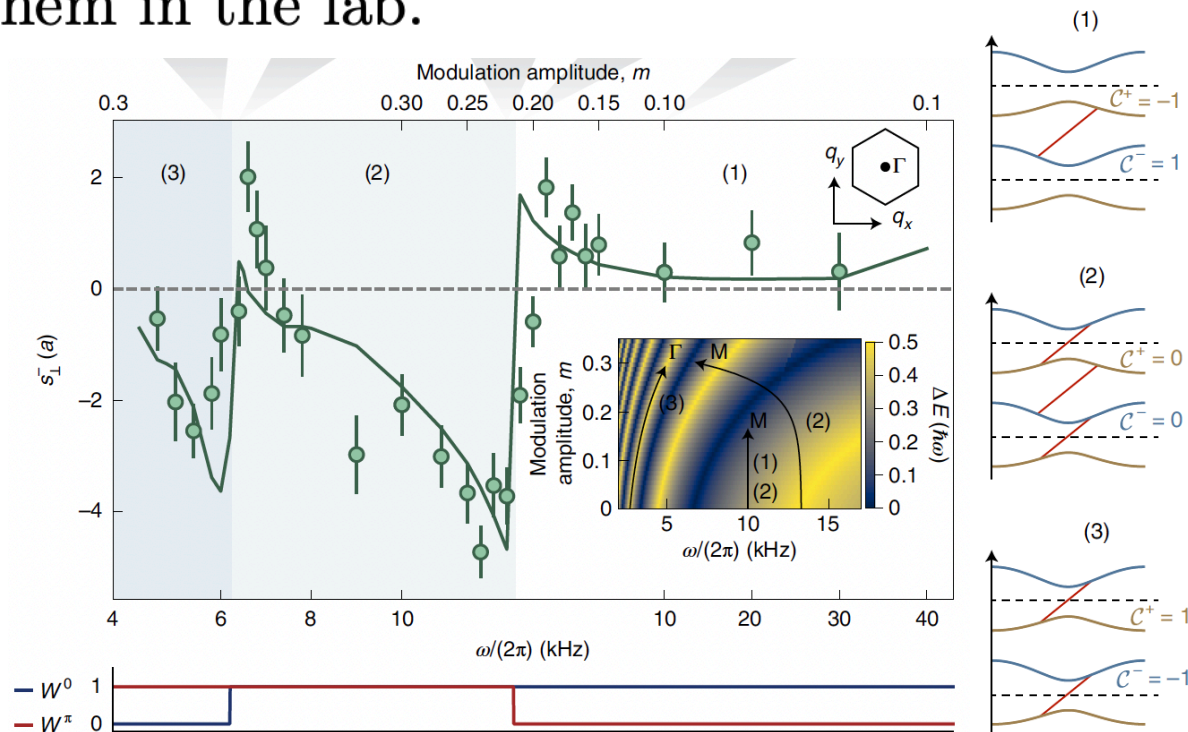 hem in the lab.
Modulation amplitude, m
0.3 0.30 0.25 0.20 0.15 0.10 0.1
(3) (2) (1)
q_y Γ
q_x
2
0
−2
−4
s⊥⁻ (a)
Modulation amplitude, m
0.3
0.2
0.1
0
Γ M
(3) M (2)
(1)
(2)
5 10 15
ω/(2π) (kHz)
0.5
0.4
0.3
0.2
0.1
0
ΔE (ħω)
4 6 8 10 10 20 30 40
ω/(2π) (kHz)
W⁰ 1
W^π 0
(1)
𝒞⁺ = −1
𝒞⁻ = 1
(2)
𝒞⁺ = 0
𝒞⁻ = 0
(3)
𝒞⁺ = 1
𝒞⁻ = −1